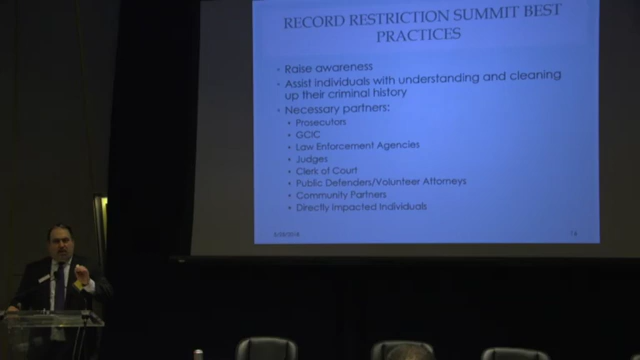 RECORD RESTRICTION SUMMIT BEST
PRACTICES
Raise awareness
Assist individuals with understanding and cleaning
up their criminal history
Necessary partners:
Prosecutors
GCIC
Law Enforcement Agencies
Judges
Clerk of Court
Public Defenders/Volunteer Attorneys
Community Partners
Directly Impacted Individuals